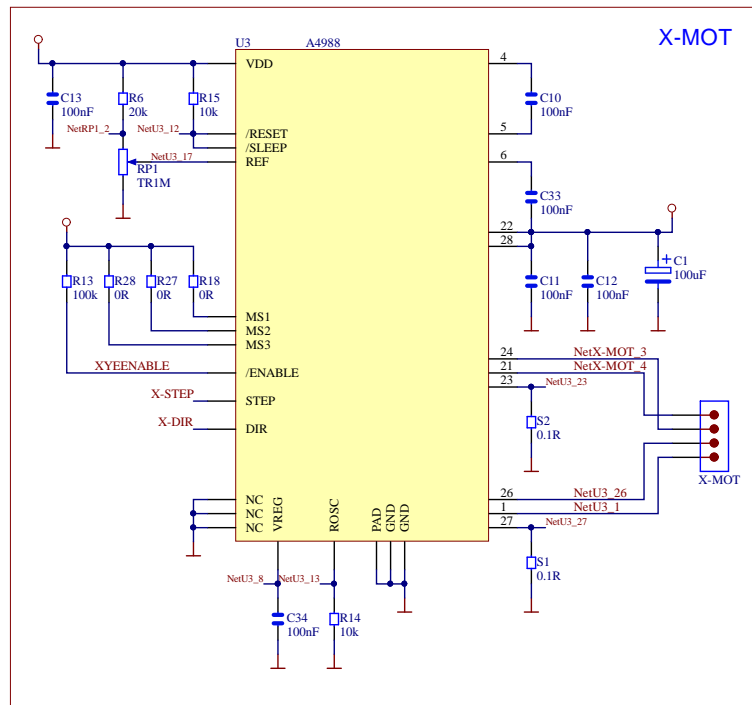 X-MOT
U3
A4988
VDD
4
C13
100nF
R6
20k
R15
10k
C10
100nF
NetRP1_2
NetU3_12
/RESET
5
/SLEEP
NetU3_17
REF
6
RP1
TR1M
C33
100nF
22
28
C1
100uF
R13
100k
R28
0R
R27
0R
R18
0R
C11
100nF
C12
100nF
MS1
MS2
MS3
24
NetX-MOT_3
XYEENABLE
/ENABLE
21
NetX-MOT_4
23
NetU3_23
X-STEP
STEP
X-DIR
DIR
S2
0.1R
X-MOT
NC
26
NetU3_26
NC
1
NetU3_1
NC
27
NetU3_27
VREG
ROSC
PAD
GND
GND
S1
0.1R
NetU3_8
NetU3_13
C34
100nF
R14
10k